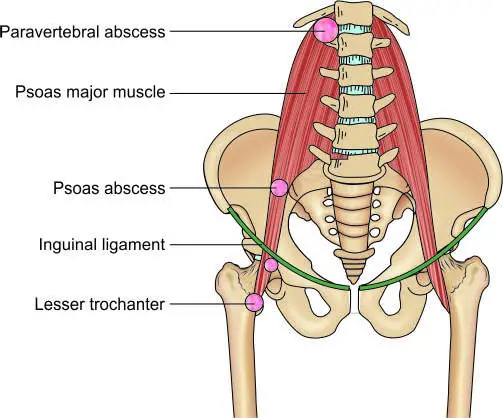 Paravertebral abscess
Psoas major muscle
Psoas abscess
Inguinal ligament
Lesser trochanter